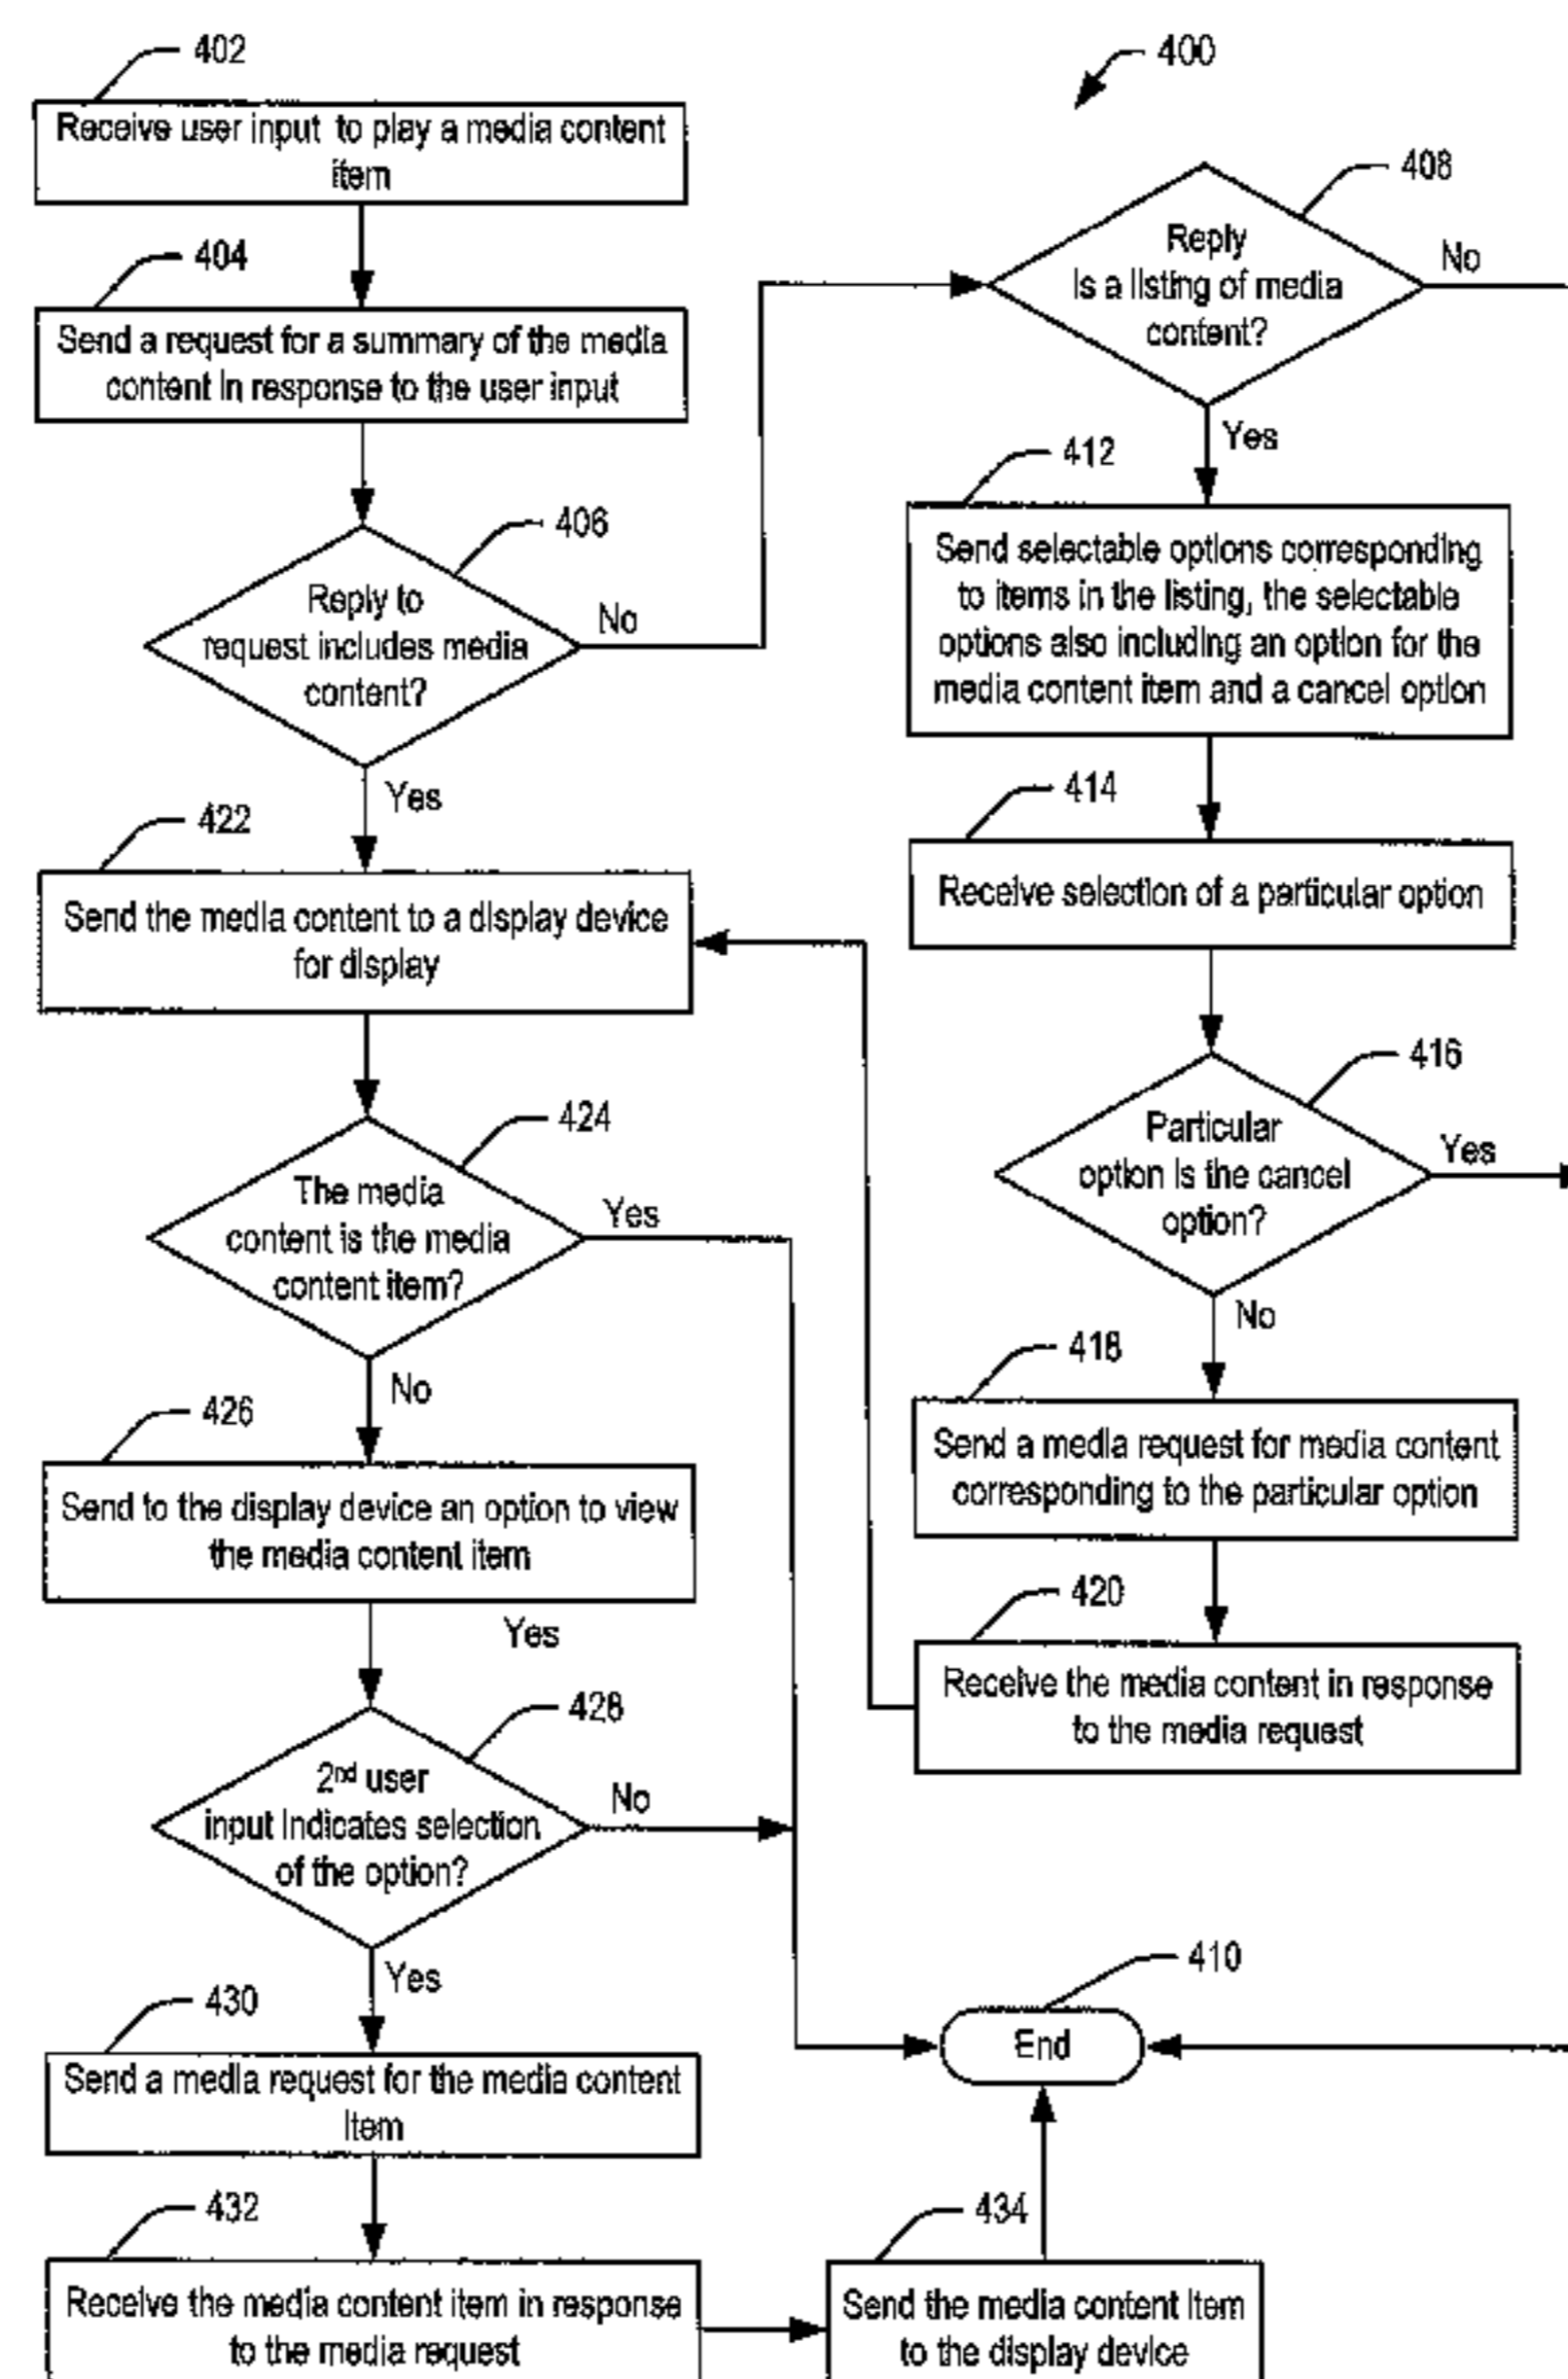 402
Receive user input to play a media content
item
404
Send a request for a summary of the media
content in response to the user input
406
Reply to
request includes media
content?
No
Yes
422
Send the media content to a display device
for display
424
The media
content is the media
content item?
Yes
No
426
Send to the display device an option to view
the media content item
Yes
428
2nd user
input indicates selection
of the option?
No
Yes
430
Send a media request for the media content
item
432
Receive the media content item in response
to the media request
434
Send the media content item
to the display device
400
408
Reply
is a listing of media
content?
No
Yes
412
Send selectable options corresponding
to items in the listing, the selectable
options also including an option for the
media content item and a cancel option
414
Receive selection of a particular option
416
Particular
option is the cancel
option?
Yes
No
418
Send a media request for media content
corresponding to the particular option
420
Receive the media content in response
to the media request
410
End